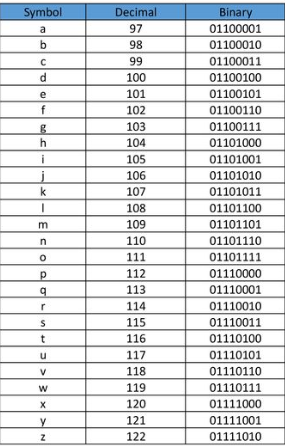 Symbol Decimal Binary
a 97 01100001
b 98 01100010
c 99 01100011
d 100 01100100
e 101 01100101
f 102 01100110
g 103 01100111
h 104 01101000
i 105 01101001
j 106 01101010
k 107 01101011
l 108 01101100
m 109 01101101
n 110 01101110
o 111 01101111
p 112 01110000
q 113 01110001
r 114 01110010
s 115 01110011
t 116 01110100
u 117 01110101
v 118 01110110
w 119 01110111
x 120 01111000
y 121 01111001
z 122 01111010